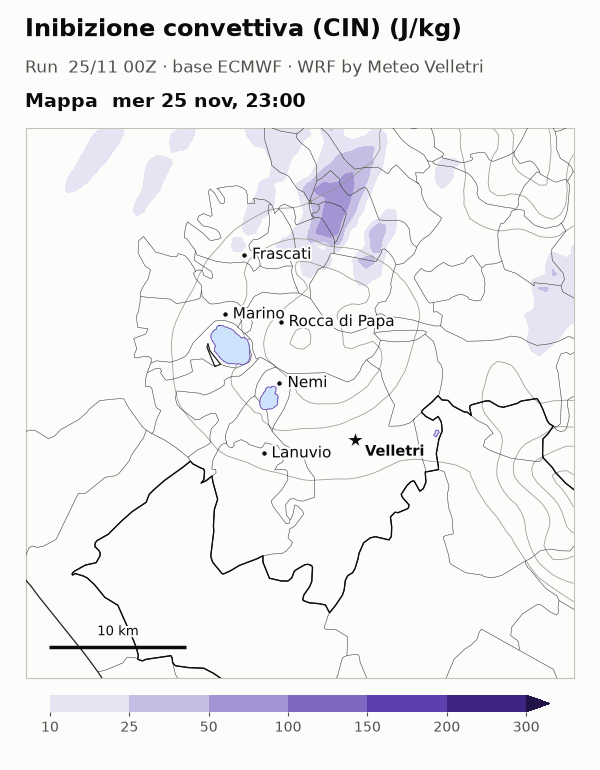 Inibizione convettiva (CIN) (J/kg)
Run 25/11 00Z · base ECMWF · WRF by Meteo Velletri
Mappa mer 25 nov, 23:00
Frascati
Marino
Rocca di Papa
Nemi
Velletri
Lanuvio
10 km
10 25 50 100 150 200 300